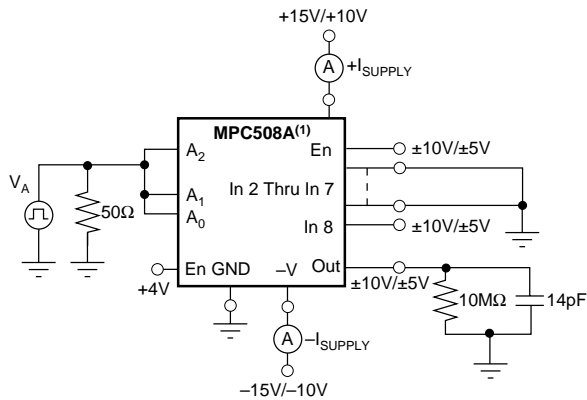 +15V/+10V
A
+I_SUPPLY
MPC508A(1)
A2
En
±10V/±5V
VA
A1
In 2 Thru In 7
50Ω
A0
In 8
±10V/±5V
En GND
–V
Out
+4V
±10V/±5V
10MΩ
14pF
A
–I_SUPPLY
–15V/–10V